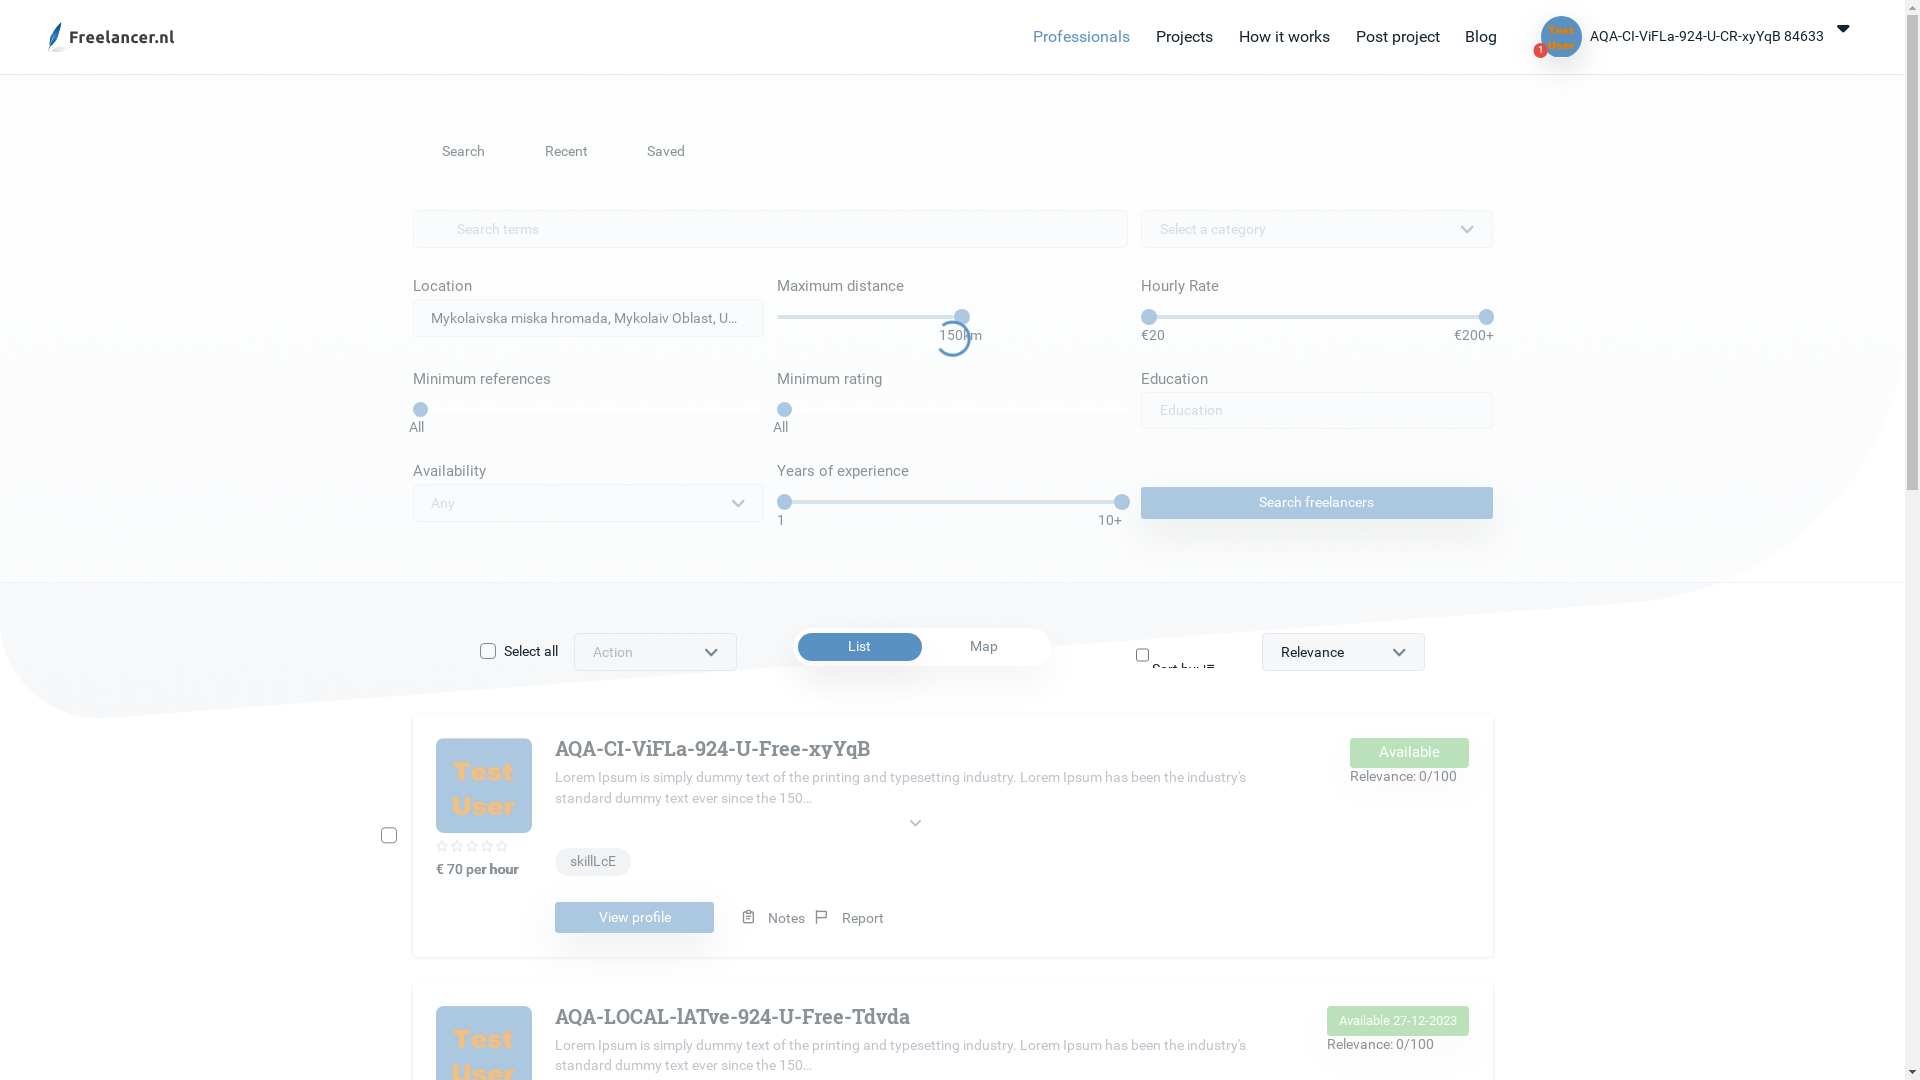 Freelancer.nl
Professionals
Projects
How it works
Post project
Blog
Test
User
1
AQA-CI-ViFLa-924-U-CR-xyYqB 84633
Search
Recent
Saved
Search terms
Select a category
Location
Maximum distance
Hourly Rate
Mykolaivska miska hromada, Mykolaiv Oblast, U...
150km
€20
€200+
Minimum references
Minimum rating
Education
All
All
Education
Availability
Years of experience
Any
1
10+
Search freelancers
Select all
Action
List
Map
Sort by:
Relevance
Test
User
AQA-CI-ViFLa-924-U-Free-xyYqB
Available
Lorem Ipsum is simply dummy text of the printing and typesetting industry. Lorem Ipsum has been the industry's
standard dummy text ever since the 150...
Relevance: 0/100
€ 70 per hour
skillLcE
View profile
Notes
Report
Test
User
AQA-LOCAL-lATve-924-U-Free-Tdvda
Available 27-12-2023
Lorem Ipsum is simply dummy text of the printing and typesetting industry. Lorem Ipsum has been the industry's
standard dummy text ever since the 150...
Relevance: 0/100